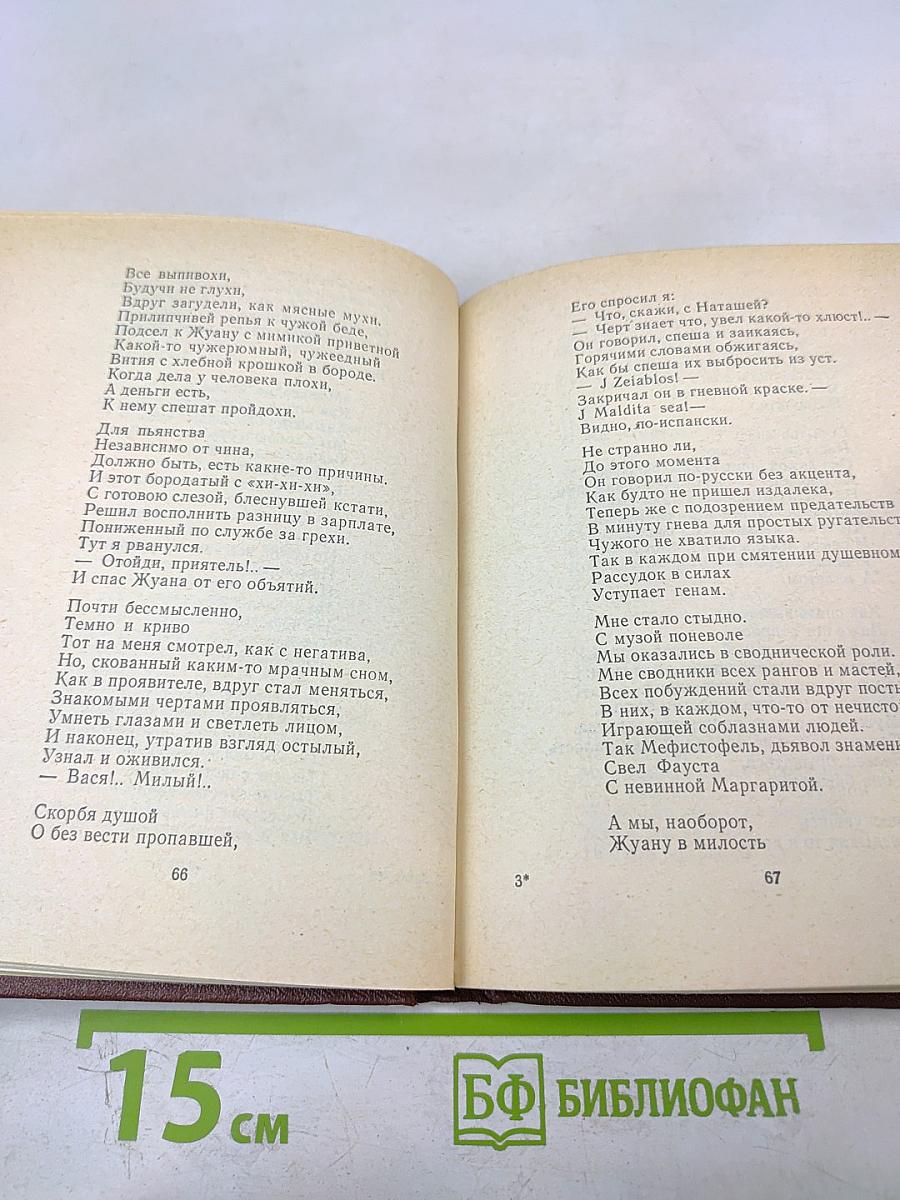 Все выпивохи,
Будучи не глухи,
Вдруг загудели, как мясные мухи.
Прилипчивей репья к чужой беде,
Подсел к Жуану с мимикой приветной
Какой-то чужерюмный, чужеедный
Вития с хлебной крошкой в бороде.
Когда дела у человека плохи,
А деньги есть,
К нему спешат пройдохи.
Для пьянства
Независимо от чина,
Должно быть, есть какие-то причины.
И этот бородатый с «хи-хи-хи»,
С готовою слезой, блеснувшей кстати,
Решил восполнить разницу в зарплате,
Пониженный по службе за грехи.
Тут я рванулся.
— Отойди, приятель!.. —
И спас Жуана от его объятий.
Почти бессмысленно,
Темно и криво
Тот на меня смотрел, как с негатива,
Но, скованный каким-то мрачным сном,
Как в проявителе, вдруг стал меняться,
Знакомыми чертами проявляться,
Умнеть глазами и светлеть лицом,
И наконец, утратив взгляд остылый,
Узнал и оживился.
— Вася!.. Милый!..
Скорбя душой
О без вести пропавшей,
66
Его спросил я:
— Что, скажи, с Наташей?
— Черт знает что, увел какой-то хлюст!.. —
Он говорил, спеша и заикаясь,
Горячими словами обжигаясь,
Как бы спеша их выбросить из уст.
— J Zeiablos! —
Закричал он в гневной краске. —
J Maldita sea! —
Видно, по-испански.
Не странно ли,
До этого момента
Он говорил по-русски без акцента,
Как будто не пришел издалека,
Теперь же с подозрением предательств
В минуту гнева для простых ругательст
Чужого не хватило языка.
Так в каждом при смятении душевном
Рассудок в силах
Уступает генам.
Мне стало стыдно.
С музой поневоле
Мы оказались в сводннческой роли.
Мне сводники всех рангов и мастей,
Всех побуждений стали вдруг пость
В них, в каждом, что-то от нечисто
Играющей соблазнами людей.
Так Мефистофель, дьявол знамени
Свел Фауста
С невинной Маргаритой.
А мы, наоборот,
Жуану в милость
3*
67
15 см
БФ БИБЛИОФАН